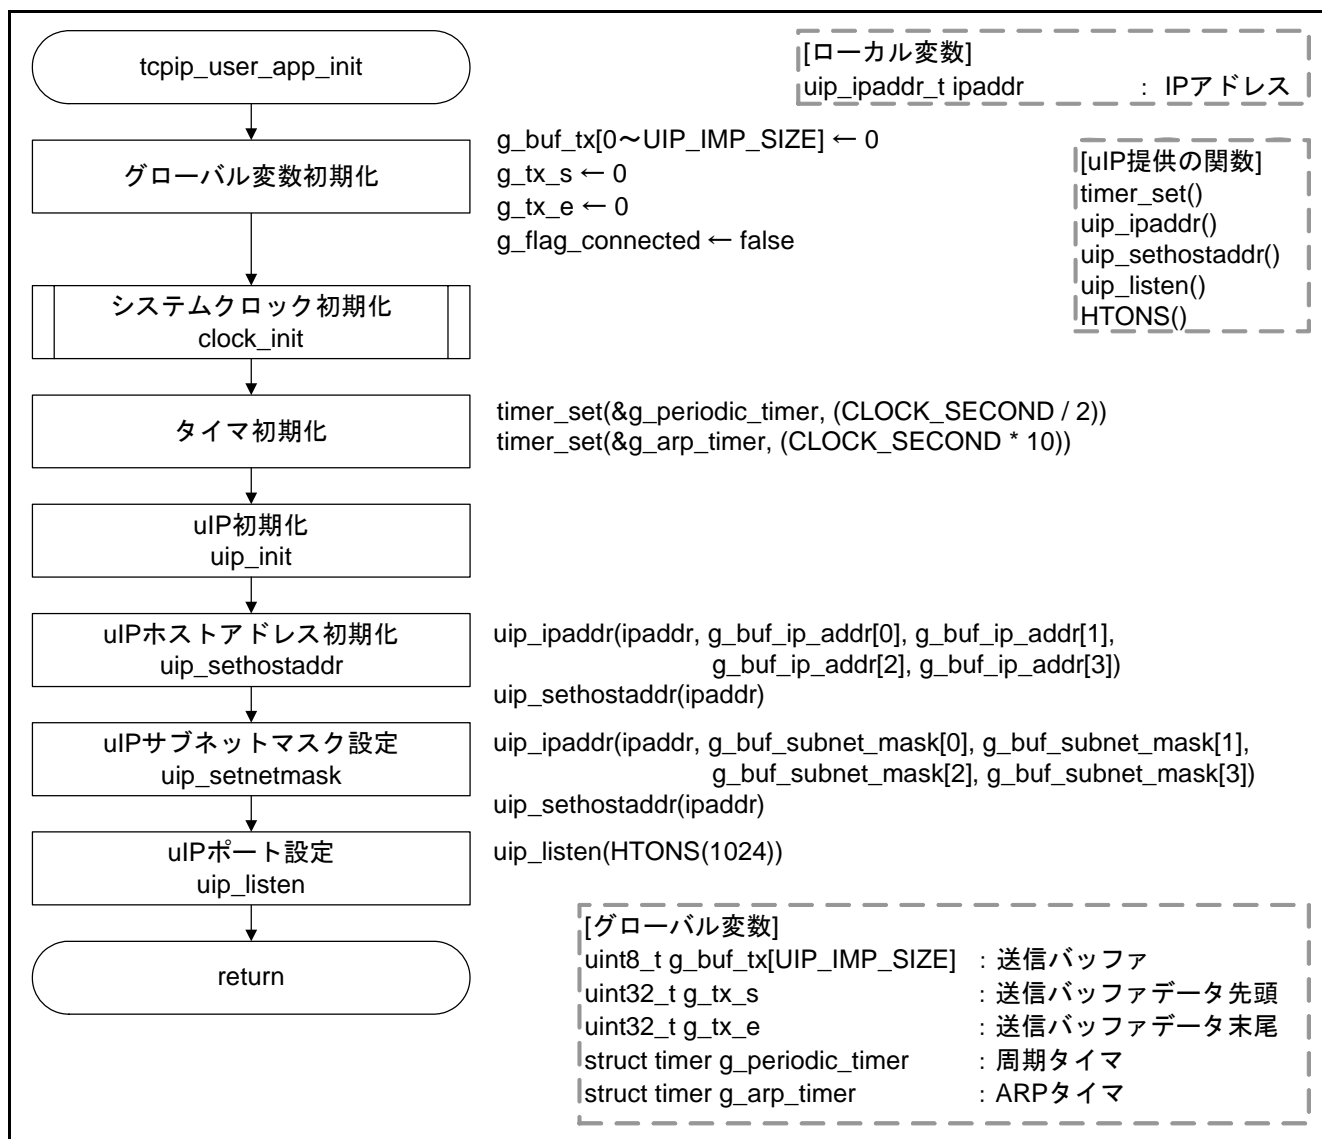 tcpip_user_app_init
[ローカル変数]
uip_ipaddr_t ipaddr : IPアドレス
グローバル変数初期化
g_buf_tx[0～UIP_IMP_SIZE] ← 0
g_tx_s ← 0
g_tx_e ← 0
g_flag_connected ← false
[uIP提供の関数]
timer_set()
uip_ipaddr()
uip_sethostaddr()
uip_listen()
HTONS()
システムクロック初期化
clock_init
タイマ初期化
timer_set(&g_periodic_timer, (CLOCK_SECOND / 2))
timer_set(&g_arp_timer, (CLOCK_SECOND * 10))
uIP初期化
uip_init
uIPホストアドレス初期化
uip_sethostaddr
uip_ipaddr(ipaddr, g_buf_ip_addr[0], g_buf_ip_addr[1],
g_buf_ip_addr[2], g_buf_ip_addr[3])
uip_sethostaddr(ipaddr)
uIPサブネットマスク設定
uip_setnetmask
uip_ipaddr(ipaddr, g_buf_subnet_mask[0], g_buf_subnet_mask[1],
g_buf_subnet_mask[2], g_buf_subnet_mask[3])
uip_sethostaddr(ipaddr)
uIPポート設定
uip_listen
uip_listen(HTONS(1024))
return
[グローバル変数]
uint8_t g_buf_tx[UIP_IMP_SIZE] : 送信バッファ
uint32_t g_tx_s : 送信バッファデータ先頭
uint32_t g_tx_e : 送信バッファデータ末尾
struct timer g_periodic_timer : 周期タイマ
struct timer g_arp_timer : ARPタイマ